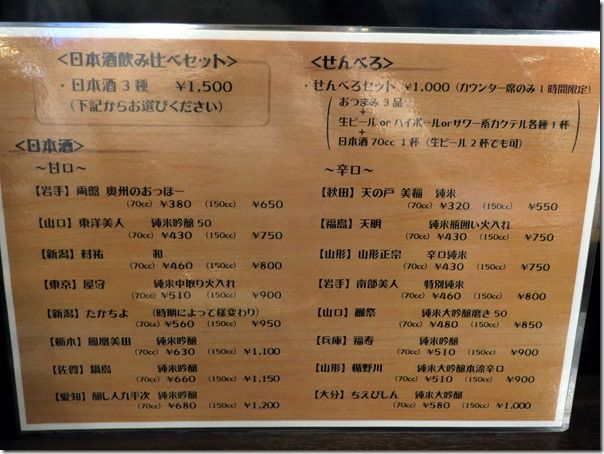 <日本酒飲み比べセット>
・日本酒3種 ¥1,500
(下記からお選びください)
<日本酒>
~甘口~
【岩手】両磐 奥州のおっほー
(70cc) ¥380 (150cc) ¥650
【山口】東洋美人 純米吟醸50
(70cc) ¥430 (150cc) ¥750
【新潟】村祐 和
(70cc) ¥460 (150cc) ¥800
【東京】屋守 純米中取り火入れ
(70cc) ¥510 (150cc) ¥900
【新潟】たかちよ (時期によって様変わり)
(70cc) ¥560 (150cc) ¥950
【栃木】鳳凰美田 純米吟醸
(70cc) ¥630 (150cc) ¥1,100
【佐賀】鍋島 純米吟醸
(70cc) ¥660 (150cc) ¥1,150
【愛知】醸し人九平次 純米吟醸
(70cc) ¥680 (150cc) ¥1,200
<せんべろ>
・せんべろセット ¥1,000 (カウンター席のみ1時間限定)
おつまみ3品
+
生ビールorハイボールorサワー系カクテル各種1杯
+
日本酒70cc 1杯 (生ビール2杯でも可)
~辛口~
【秋田】天の戸 美稲 純米
(70cc) ¥320 (150cc) ¥550
【福島】天明 純米瓶囲い火入れ
(70cc) ¥430 (150cc) ¥750
【山形】山形正宗 辛口純米
(70cc) ¥430 (150cc) ¥750
【岩手】南部美人 特別純米
(70cc) ¥460 (150cc) ¥800
【山口】獺祭 純米大吟醸磨き50
(70cc) ¥480 (150cc) ¥850
【兵庫】福寿 純米吟醸
(70cc) ¥510 (150cc) ¥900
【山形】楯野川 純米大吟醸本流辛口
(70cc) ¥510 (150cc) ¥900
【大分】ちえびじん 純米大吟醸
(70cc) ¥580 (150cc) ¥1,000